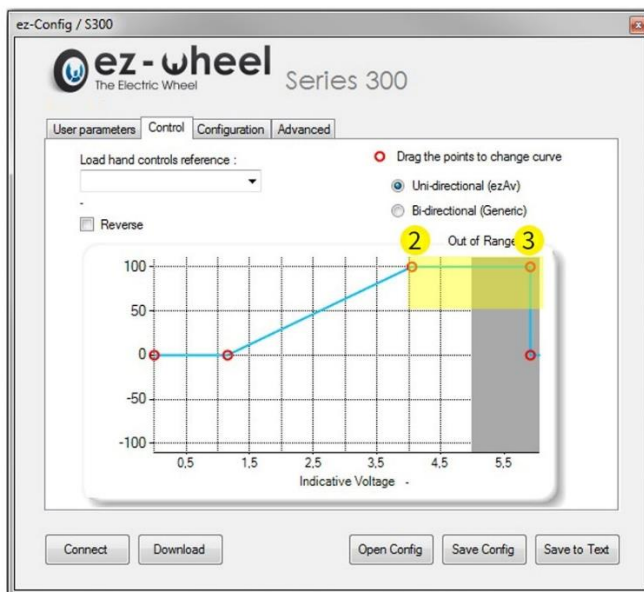 ez-Config / S300
ez-wheel
The Electric Wheel
Series 300
User parameters Control Configuration Advanced
Load hand controls reference :
Drag the points to change curve
Uni-directional (ezAv)
-
Bi-directional (Generic)
Reverse
2 Out of Range 3
100
50
0
-50
-100
0,5 1,5 2,5 3,5 4,5 5,5
Indicative Voltage -
Connect Download Open Config Save Config Save to Text